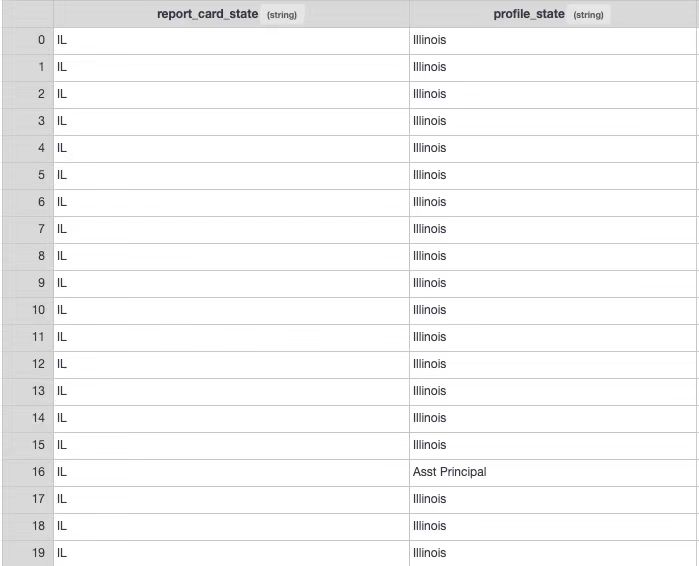 report_card_state (string) profile_state (string)
0 IL Illinois
1 IL Illinois
2 IL Illinois
3 IL Illinois
4 IL Illinois
5 IL Illinois
6 IL Illinois
7 IL Illinois
8 IL Illinois
9 IL Illinois
10 IL Illinois
11 IL Illinois
12 IL Illinois
13 IL Illinois
14 IL Illinois
15 IL Illinois
16 IL Asst Principal
17 IL Illinois
18 IL Illinois
19 IL Illinois